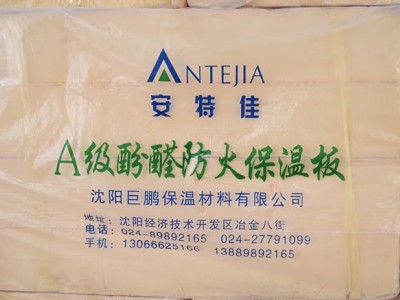 ANTEJIA
安特佳
A级酚醛防火保温板
沈阳巨鹏保温材料有限公司
地址:沈阳经济技术开发区冶金八街
电话:024-89892165 024-27791099
手机:13066625166 13889892165